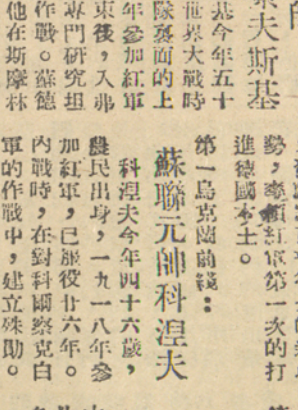 夫斯基
基今年五十
世界大戰時
隊裏面的上
年參加紅軍
東後，入弗
專門研究坦
作戰。蘇德
他在斯摩林
勢，率領紅軍第一次的打
進德國本土。
第一烏克蘭前綫：
蘇聯元帥科涅夫
科涅夫今年四十六歲，
農民出身，一九一八年參
加紅軍，已服役廿六年。
內戰時，在對科爾察克白
軍的作戰中，建立殊勛。